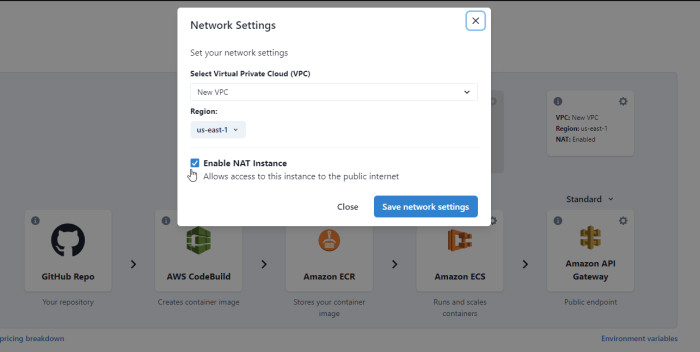 Network Settings
Set your network settings
Select Virtual Private Cloud (VPC)
New VPC
Region:
us-east-1
Enable NAT Instance
Allows access to this instance to the public internet
Close
Save network settings
VPC: New VPC
Region: us-east-1
NAT: Enabled
Standard
GitHub Repo
AWS CodeBuild
Amazon ECR
Amazon ECS
Amazon API
Gateway
Your repository
Creates container image
Stores your container
image
Runs and scales
containers
Public endpoint
pricing breakdown
Environment variables